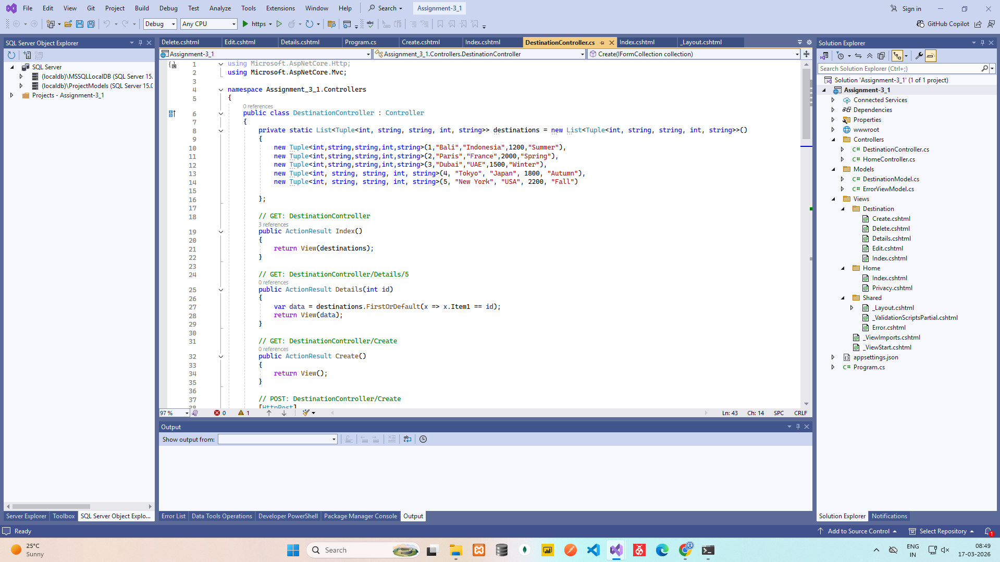 File Edit View Git Project Build Debug Test Analyze Tools Extensions Window Help Search Assignment-3_1 Sign in
Debug Any CPU https GitHub Copilot
SQL Server Object Explorer
SQL Server
(localdb)\MSSQLLocalDB (SQL Server 15.
(localdb)\ProjectModels (SQL Server 15.0
Projects - Assignment-3_1
Delete.cshtml Edit.cshtml Details.cshtml Program.cs Create.cshtml Index.cshtml DestinationController.cs Index.cshtml _Layout.cshtml
Assignment-3_1 Assignment_3_1.Controllers.DestinationController Create(IFormCollection collection)
1 using Microsoft.AspNetCore.Http;
2 using Microsoft.AspNetCore.Mvc;
3
4 namespace Assignment_3_1.Controllers
5 {
0 references
6 public class DestinationController : Controller
7 {
8 private static List<Tuple<int, string, string, int, string>> destinations = new List<Tuple<int, string, string, int, string>>()
9 {
10 new Tuple<int,string,string,int,string>(1,"Bali","Indonesia",1200,"Summer"),
11 new Tuple<int,string,string,int,string>(2,"Paris","France",2000,"Spring"),
12 new Tuple<int,string,string,int,string>(3,"Dubai","UAE",1500,"Winter"),
13 new Tuple<int, string, string, int, string>(4, "Tokyo", "Japan", 1800, "Autumn"),
14 new Tuple<int, string, string, int, string>(5, "New York", "USA", 2200, "Fall")
15
16 };
17
18 // GET: DestinationController
3 references
19 public ActionResult Index()
20 {
21 return View(destinations);
22 }
23
24 // GET: DestinationController/Details/5
0 references
25 public ActionResult Details(int id)
26 {
27 var data = destinations.FirstOrDefault(x => x.Item1 == id);
28 return View(data);
29 }
30
31 // GET: DestinationController/Create
0 references
32 public ActionResult Create()
33 {
34 return View();
35 }
36
37 // POST: DestinationController/Create
38 [HttpPost]
97 % 0 1 Ln: 43 Ch: 14 SPC CRLF
Output
Show output from:
Solution Explorer
Search Solution Explorer (Ctrl+;)
Solution 'Assignment-3_1' (1 of 1 project)
Assignment-3_1
Connected Services
Dependencies
Properties
wwwroot
Controllers
C# DestinationController.cs
C# HomeController.cs
Models
C# DestinationModel.cs
C# ErrorViewModel.cs
Views
Destination
Create.cshtml
Delete.cshtml
Details.cshtml
Edit.cshtml
Index.cshtml
Home
Index.cshtml
Privacy.cshtml
Shared
_Layout.cshtml
_ValidationScriptsPartial.cshtml
Error.cshtml
_ViewImports.cshtml
_ViewStart.cshtml
appsettings.json
C# Program.cs
Server Explorer Toolbox SQL Server Object Explo... Error List Data Tools Operations Developer PowerShell Package Manager Console Output Solution Explorer Notifications
Ready Add to Source Control Select Repository 1
25°C
Sunny
Search
ENG
IN
08:49
17-03-2026